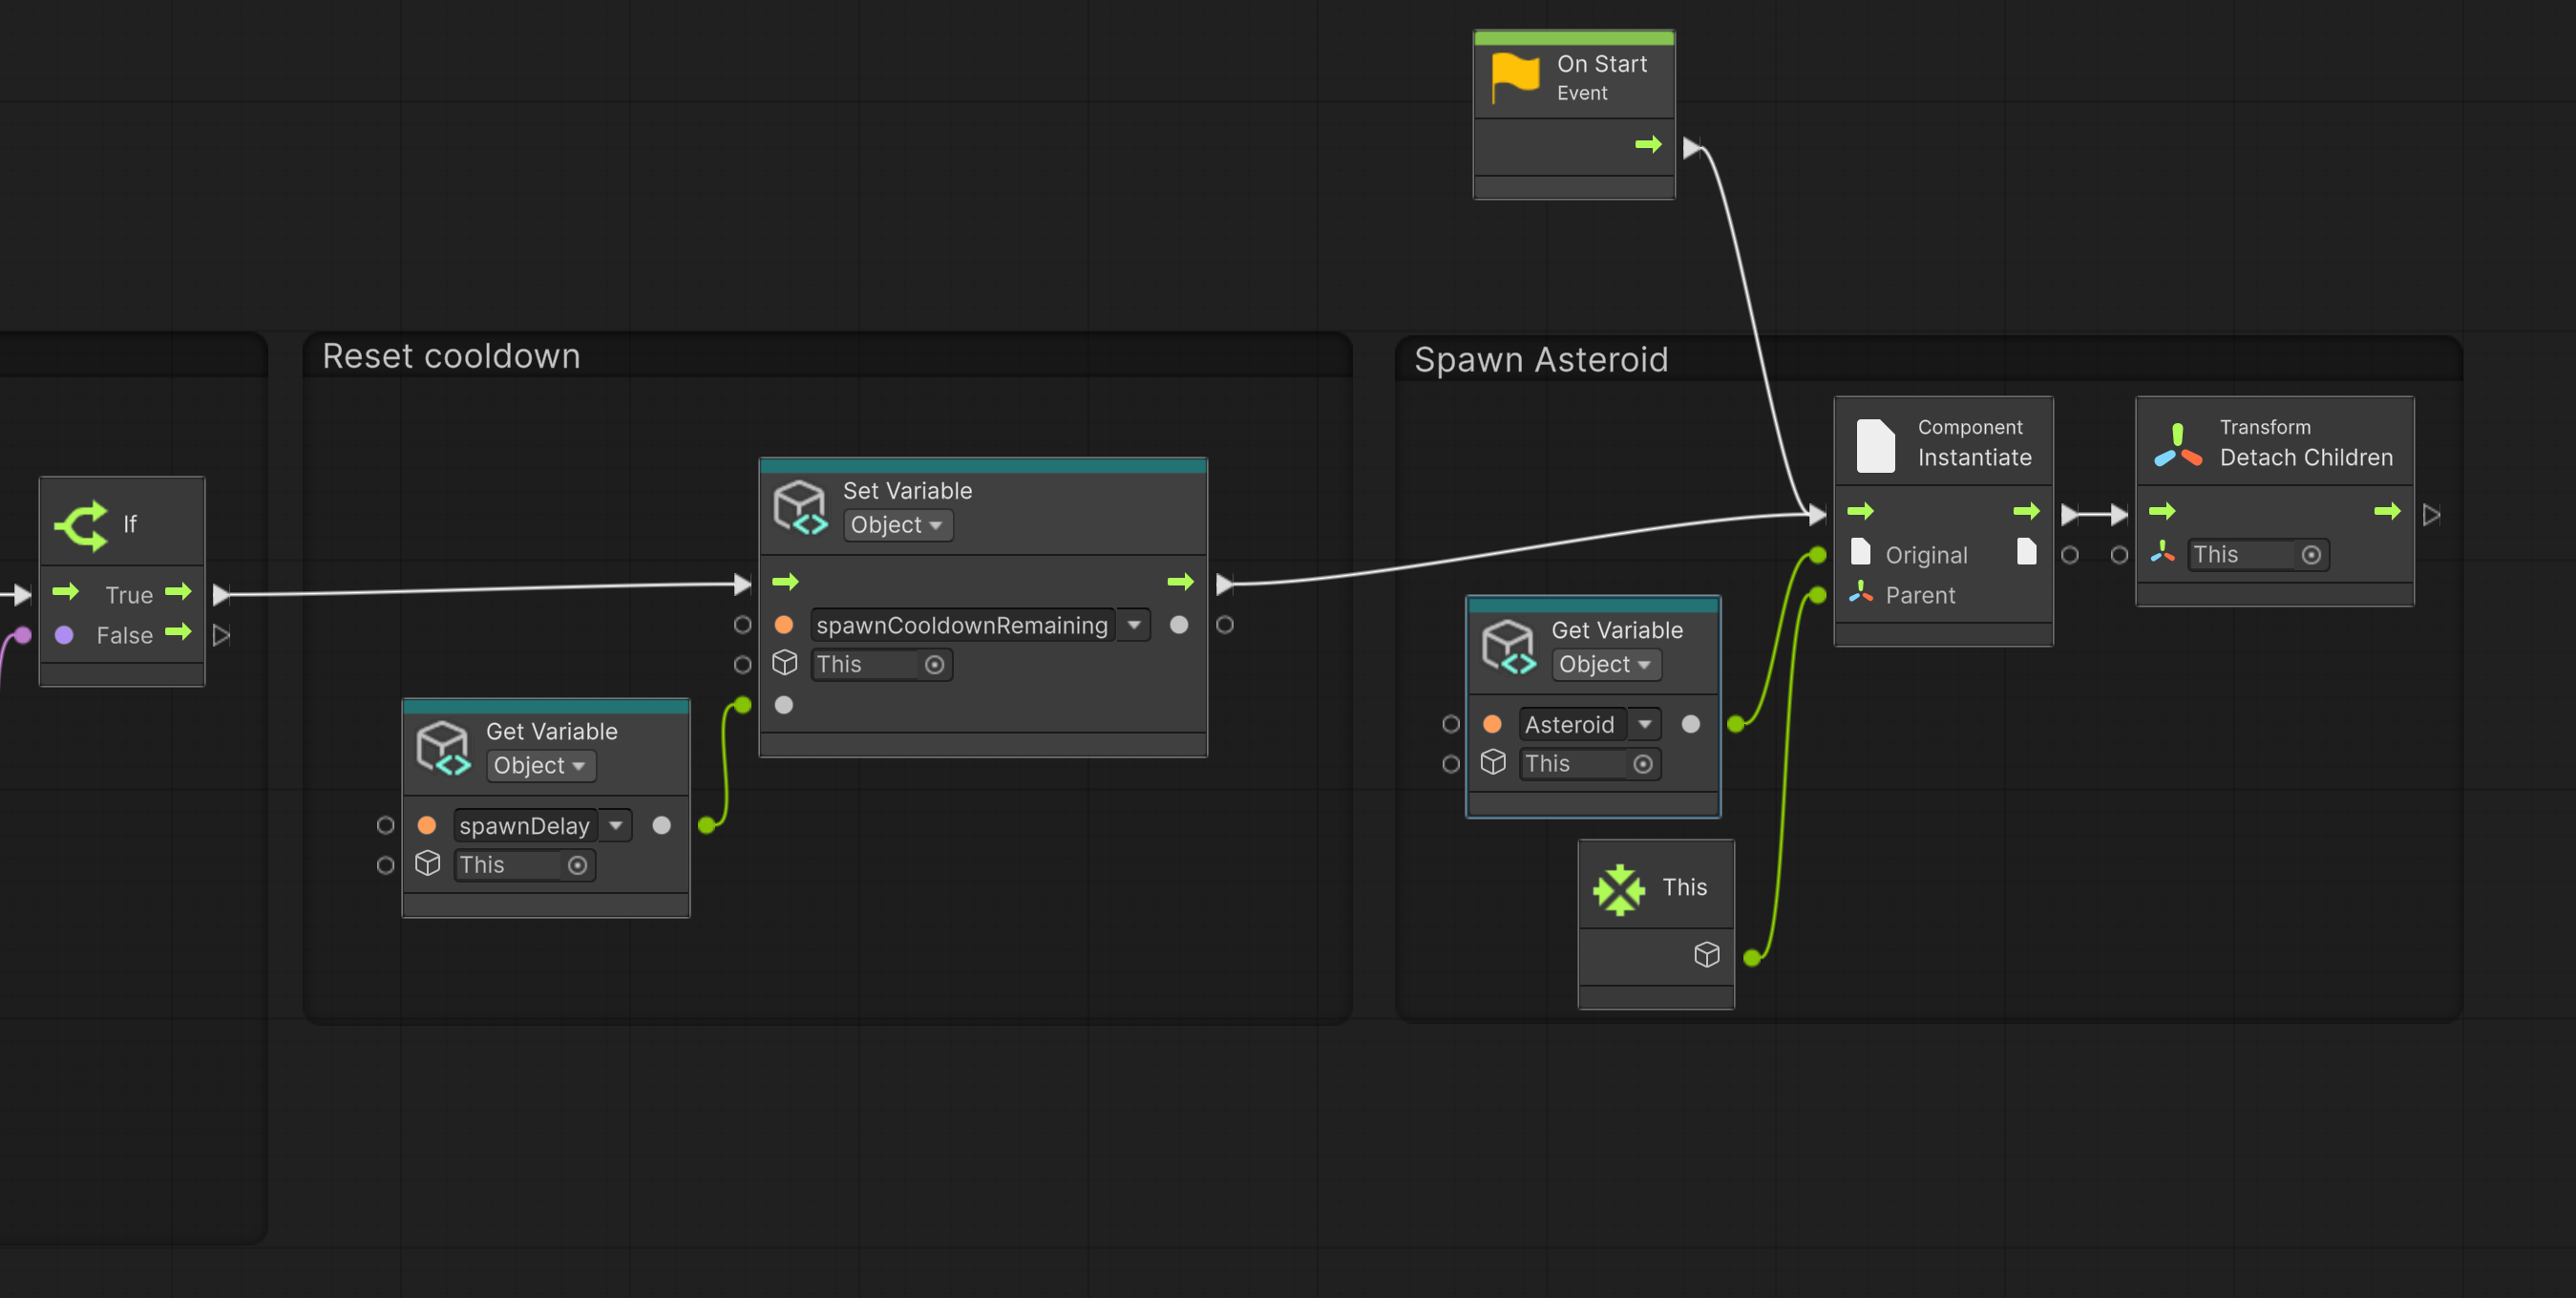 On Start
Event
Reset cooldown
Spawn Asteroid
If
True
False
Set Variable
Object
spawnCooldownRemaining
This
Get Variable
Object
spawnDelay
This
Get Variable
Object
Asteroid
This
This
Component
Instantiate
Original
Parent
Transform
Detach Children
This